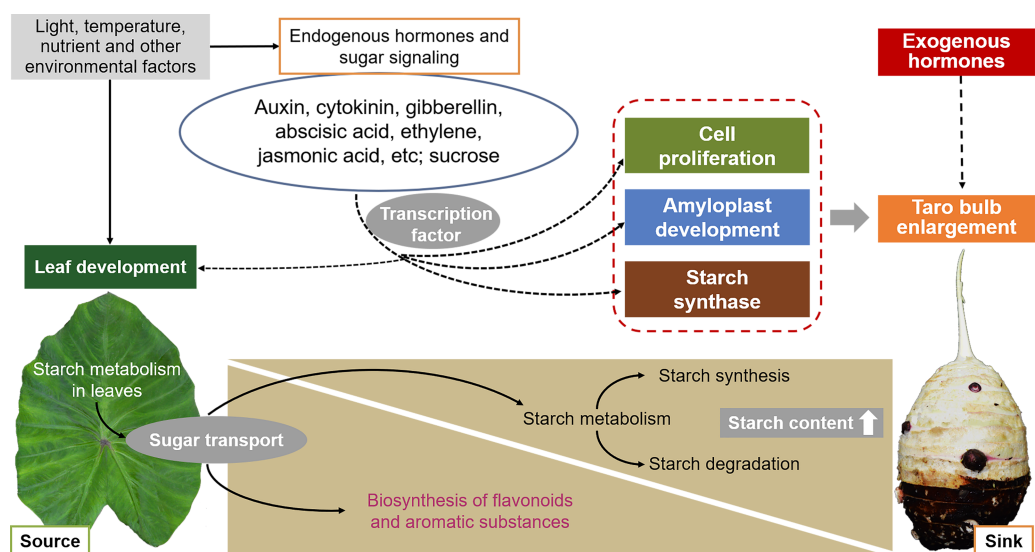 Light, temperature,
nutrient and other
environmental factors
Endogenous hormones and
sugar signaling
Exogenous
hormones
Auxin, cytokinin, gibberellin,
abscisic acid, ethylene,
jasmonic acid, etc; sucrose
Cell
proliferation
Transcription
factor
Amyloplast
development
Taro bulb
enlargement
Leaf development
Starch
synthase
Starch metabolism
in leaves
Sugar transport
Starch synthesis
Starch metabolism
Starch content
Starch degradation
Biosynthesis of flavonoids
and aromatic substances
Source
Sink